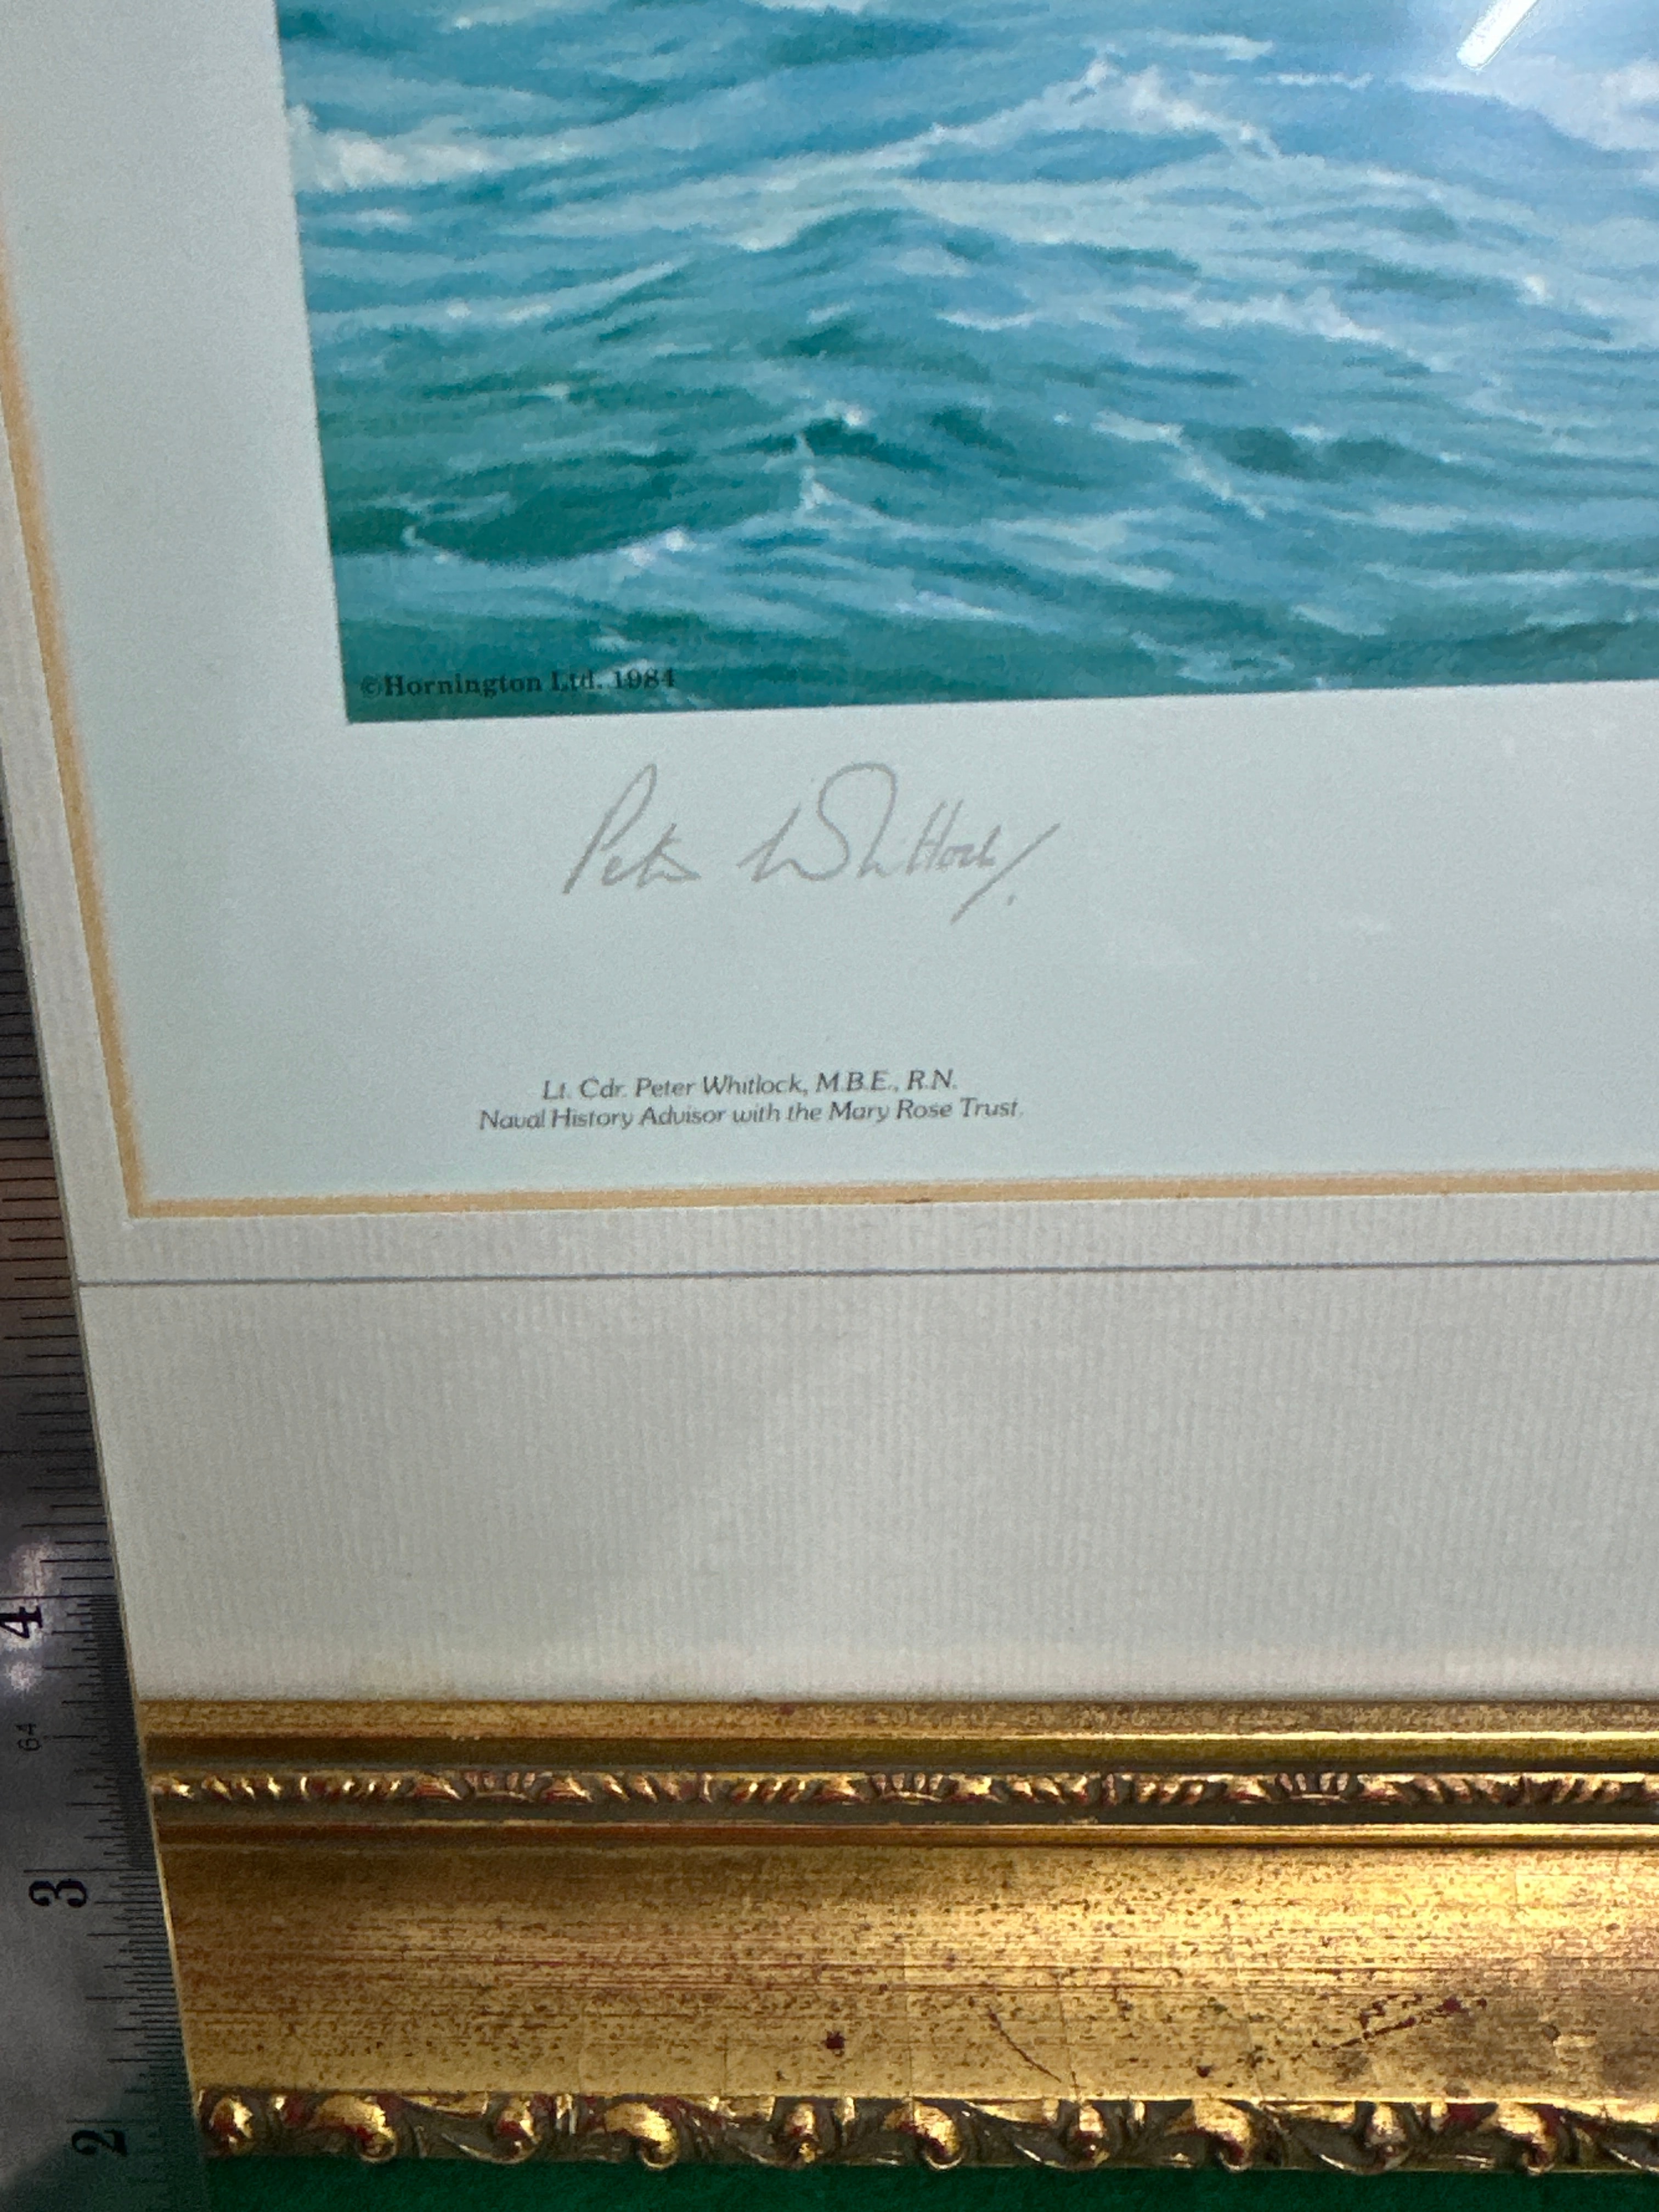 ©Hornington Ltd. 1984
Peter Whitlock
Lt. Cdr. Peter Whitlock, M.B.E., R.N.
Naval History Advisor with the Mary Rose Trust.
4
64
3
2